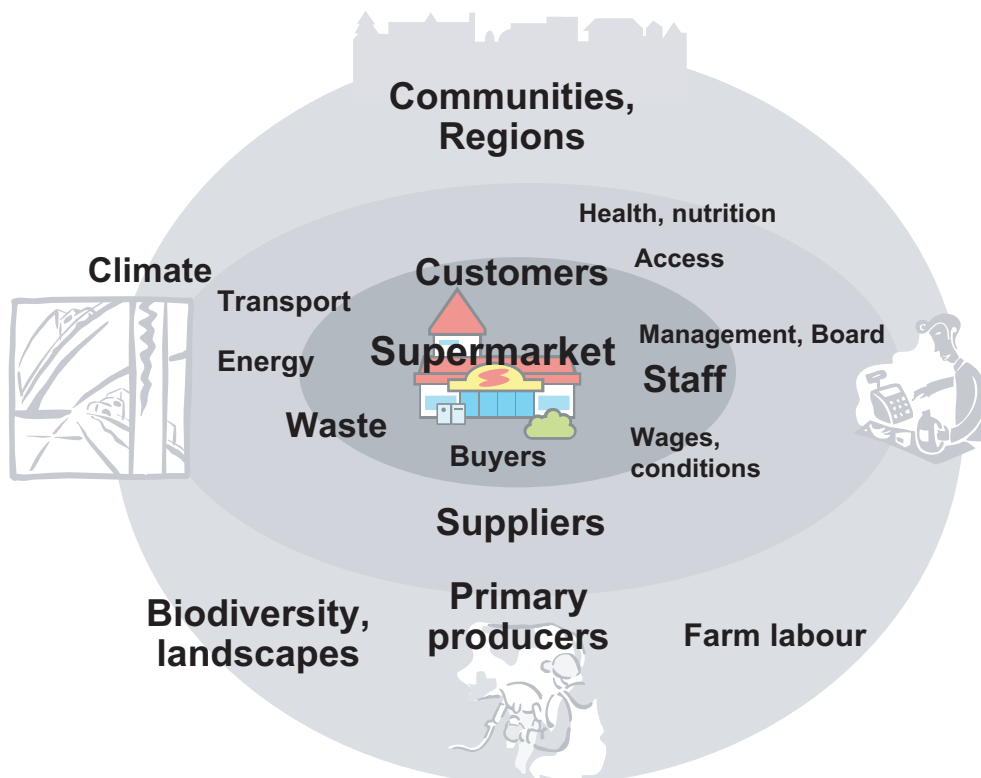 Communities,
Regions
Health, nutrition
Access
Climate
Customers
Transport
Management, Board
Supermarket
Energy
Staff
Waste
Wages,
conditions
Buyers
Suppliers
Primary
producers
Biodiversity,
landscapes
Farm labour